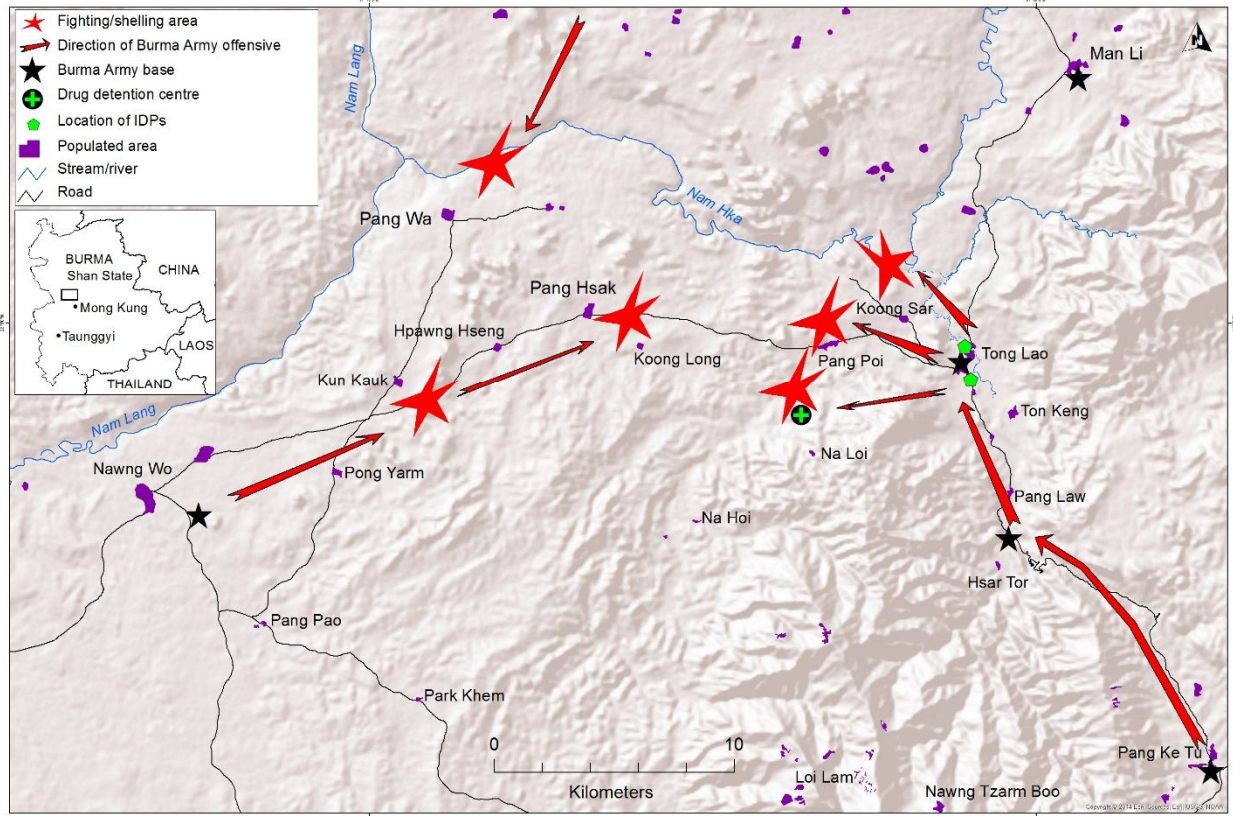 Fighting/shelling area
Direction of Burma Army offensive
Burma Army base
Drug detention centre
Location of IDPs
Populated area
Stream/river
Road
BURMA
Shan State
CHINA
Mong Kung
Taunggyi
LAOS
THAILAND
N
Man Li
Nam Lang
Nam Hka
Pang Wa
Pang Hsak
Koong Sar
Hpawng Hseng
Koong Long
Pang Poi
Tong Lao
Kun Kauk
Ton Keng
Nam Lang
Na Loi
Nawng Wo
Pong Yarm
Pang Law
Na Hoi
Hsar Tor
Pang Pao
Park Khem
0 10
Kilometers
Pang Ke Tu
Loi Lam
Nawng Tzarm Boo